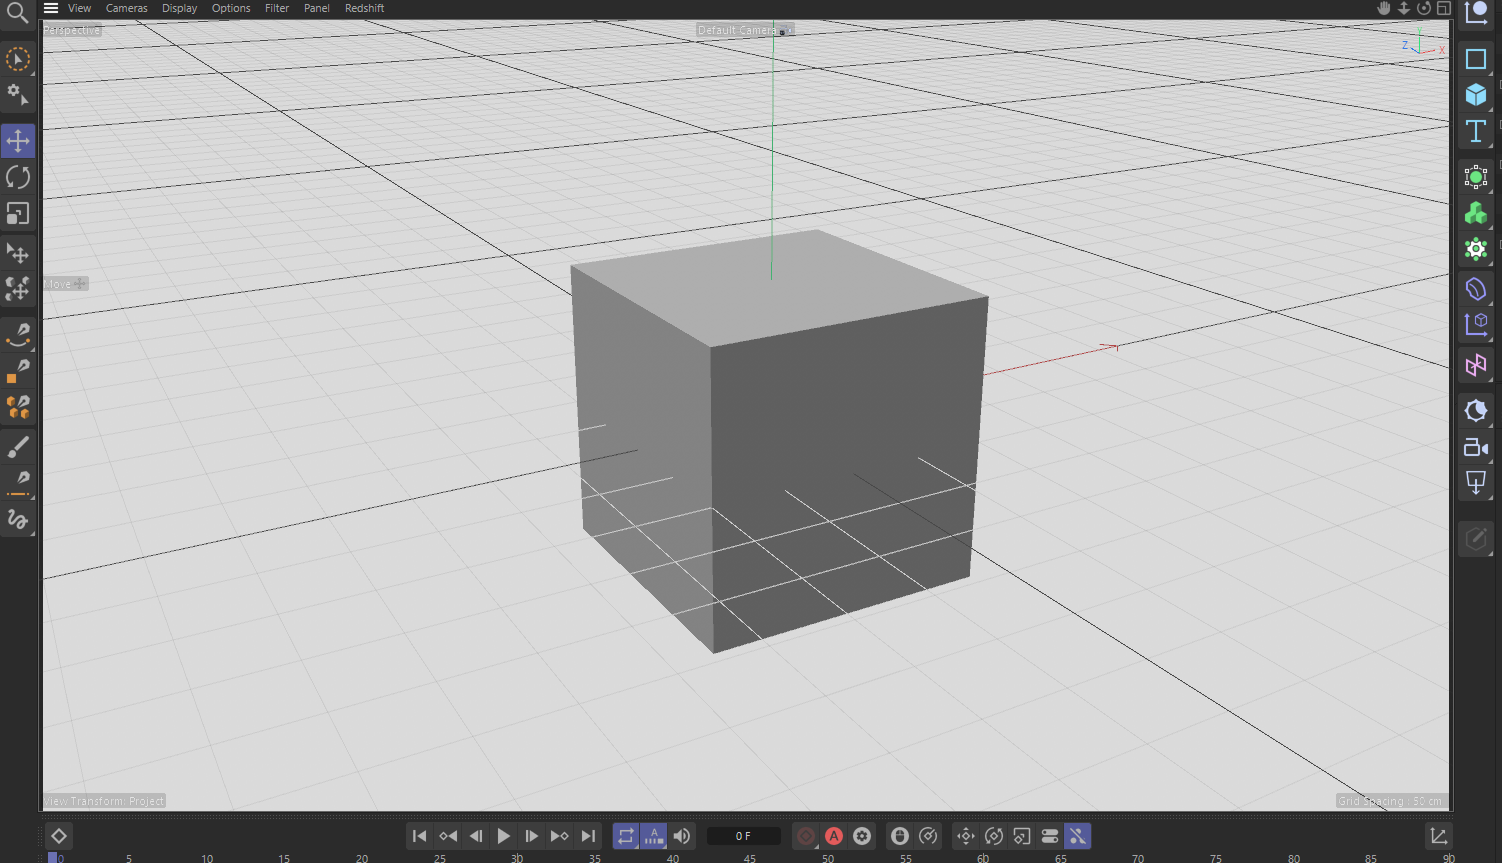 View Cameras Display Options Filter Panel Redshift
Perspective
Default Camera
Y
Z X
Move
View Transform: Project
Grid Spacing : 50 cm
A
A
0 F
0 5 10 15 20 25 30 35 40 45 50 55 60 65 70 75 80 85 90